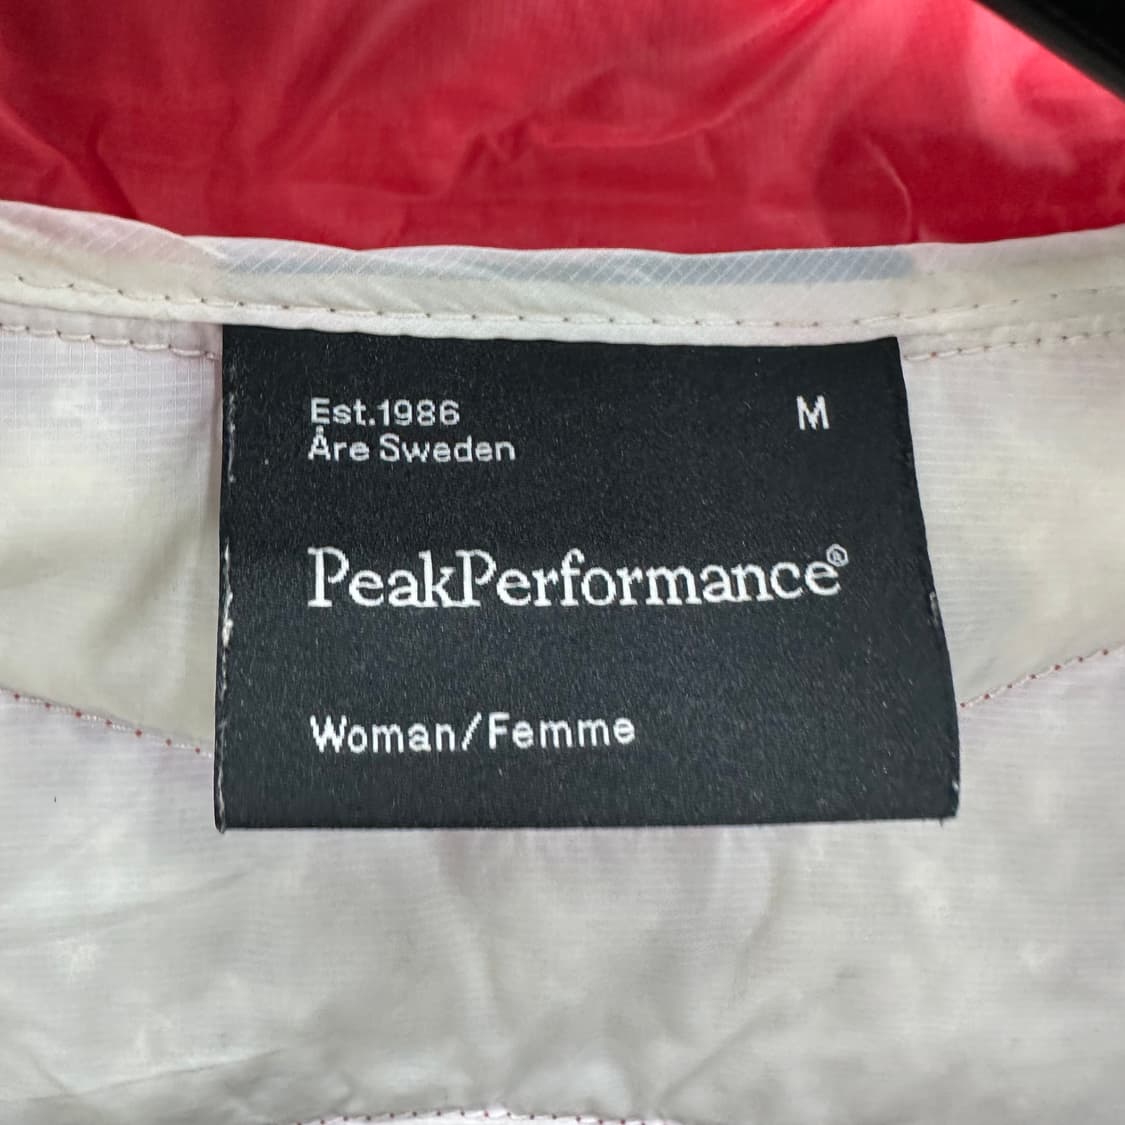 Est.1986
Åre Sweden
M
PeakPerformance®
Woman/Femme